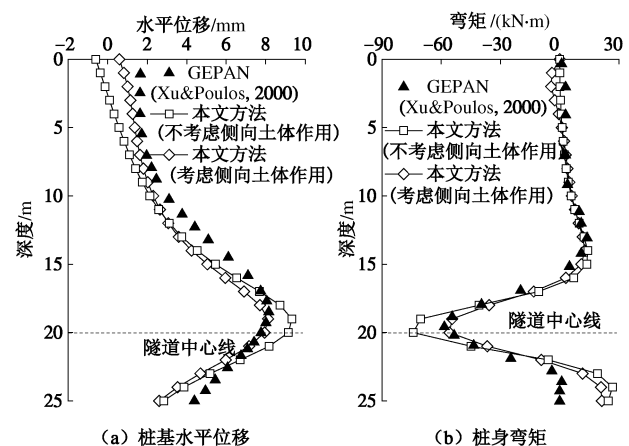 水平位移/mm
−2 0 2 4 6 8 10
0
5
10
15
20
25
深度/m
GEPAN
(Xu&Poulos, 2000)
本文方法
(不考虑侧向土体作用)
本文方法
(考虑侧向土体作用)
隧道中心线
(a) 桩基水平位移
弯矩 /(kN·m)
−90 −60 −30 0 30
0
5
10
15
20
25
深度/m
GEPAN
(Xu&Poulos, 2000)
本文方法
(不考虑侧向土体作用)
本文方法
(考虑侧向土体作用)
隧道中心线
(b) 桩身弯矩